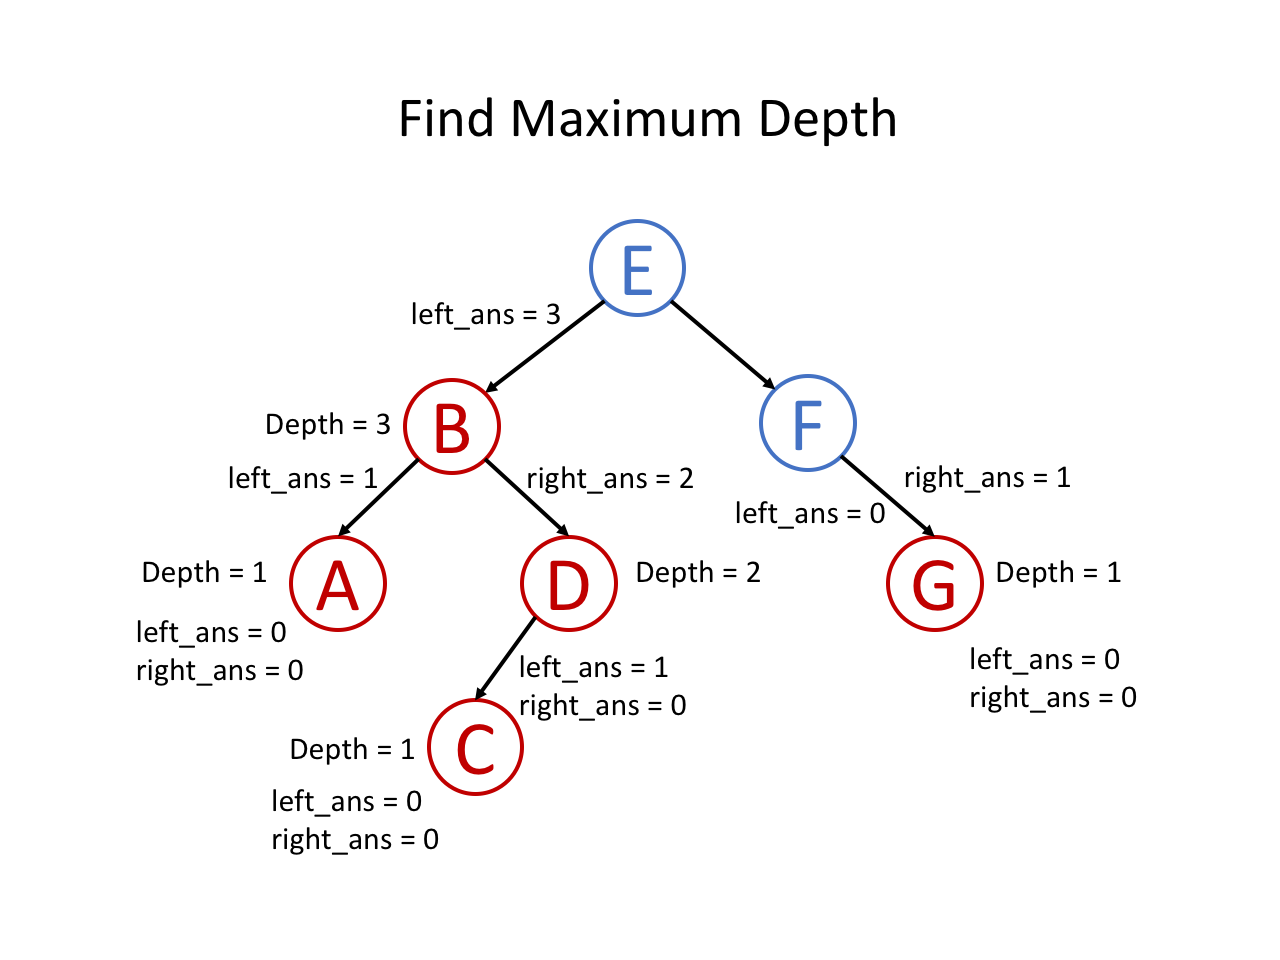 Find Maximum Depth
E
left_ans = 3
B
F
Depth = 3
left_ans = 1
right_ans = 2
right_ans = 1
left_ans = 0
Depth = 1
A
D
Depth = 2
G
Depth = 1
left_ans = 0
right_ans = 0
left_ans = 1
right_ans = 0
left_ans = 0
right_ans = 0
Depth = 1
C
left_ans = 0
right_ans = 0